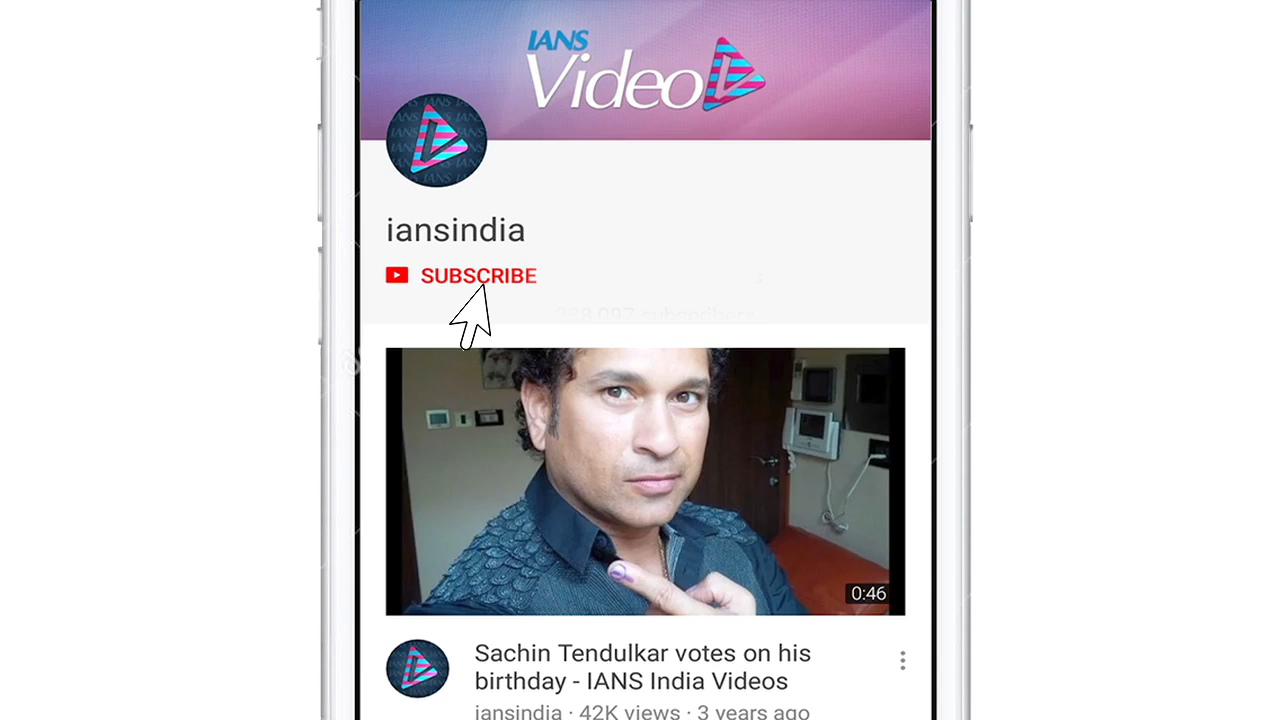 IANS
Video
iansindia
SUBSCRIBE
subscribers
0:46
Sachin Tendulkar votes on his
birthday - IANS India Videos
iansindia · 42K views · 3 years ago